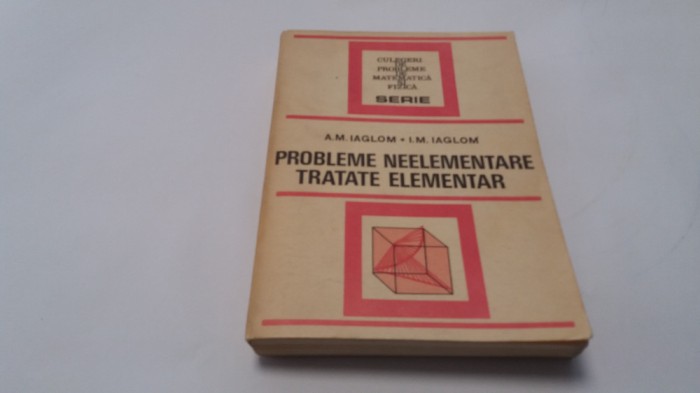 CULEGERI
DE
PROBLEME
DE
MATEMATICĂ
ȘI
FIZICĂ
SERIE
A.M. IAGLOM • I.M. IAGLOM
PROBLEME NEELEMENTARE
TRATATE ELEMENTAR